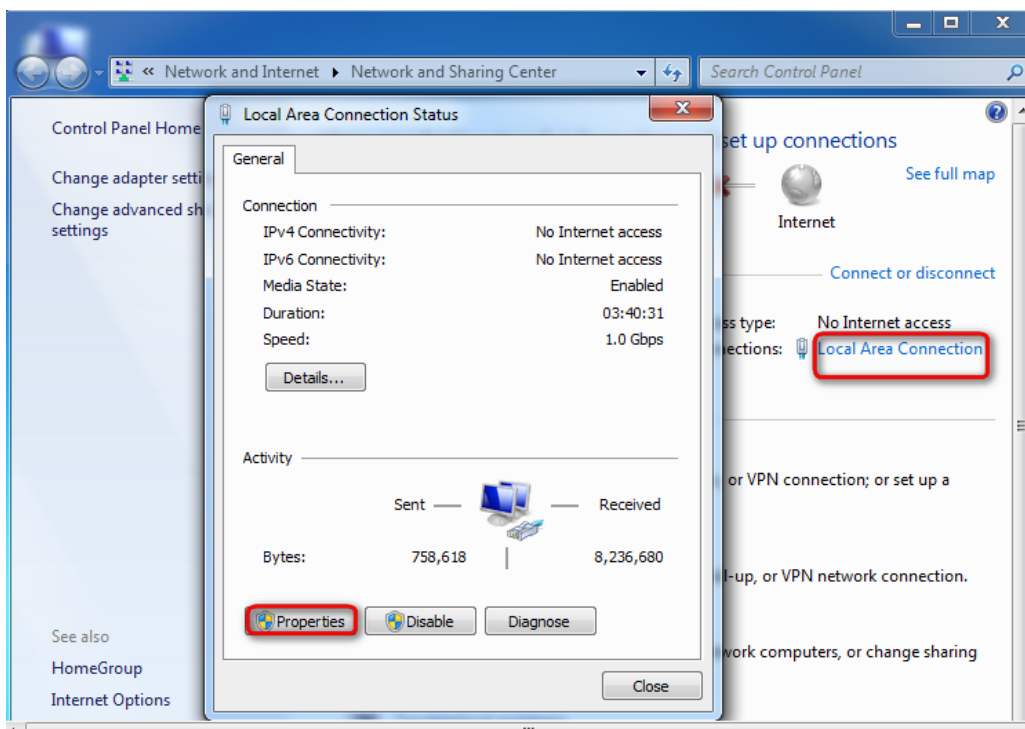 « Network and Internet ▸ Network and Sharing Center
Search Control Panel
Control Panel Home
Change adapter setti
Change advanced sh
settings
See also
HomeGroup
Internet Options
Local Area Connection Status
General
Connection
IPv4 Connectivity: No Internet access
IPv6 Connectivity: No Internet access
Media State: Enabled
Duration: 03:40:31
Speed: 1.0 Gbps
Details...
Activity
Sent — — Received
Bytes: 758,618 | 8,236,680
Properties Disable Diagnose
Close
set up connections
See full map
Internet
Connect or disconnect
ss type: No Internet access
nections: Local Area Connection
or VPN connection; or set up a
l-up, or VPN network connection.
work computers, or change sharing